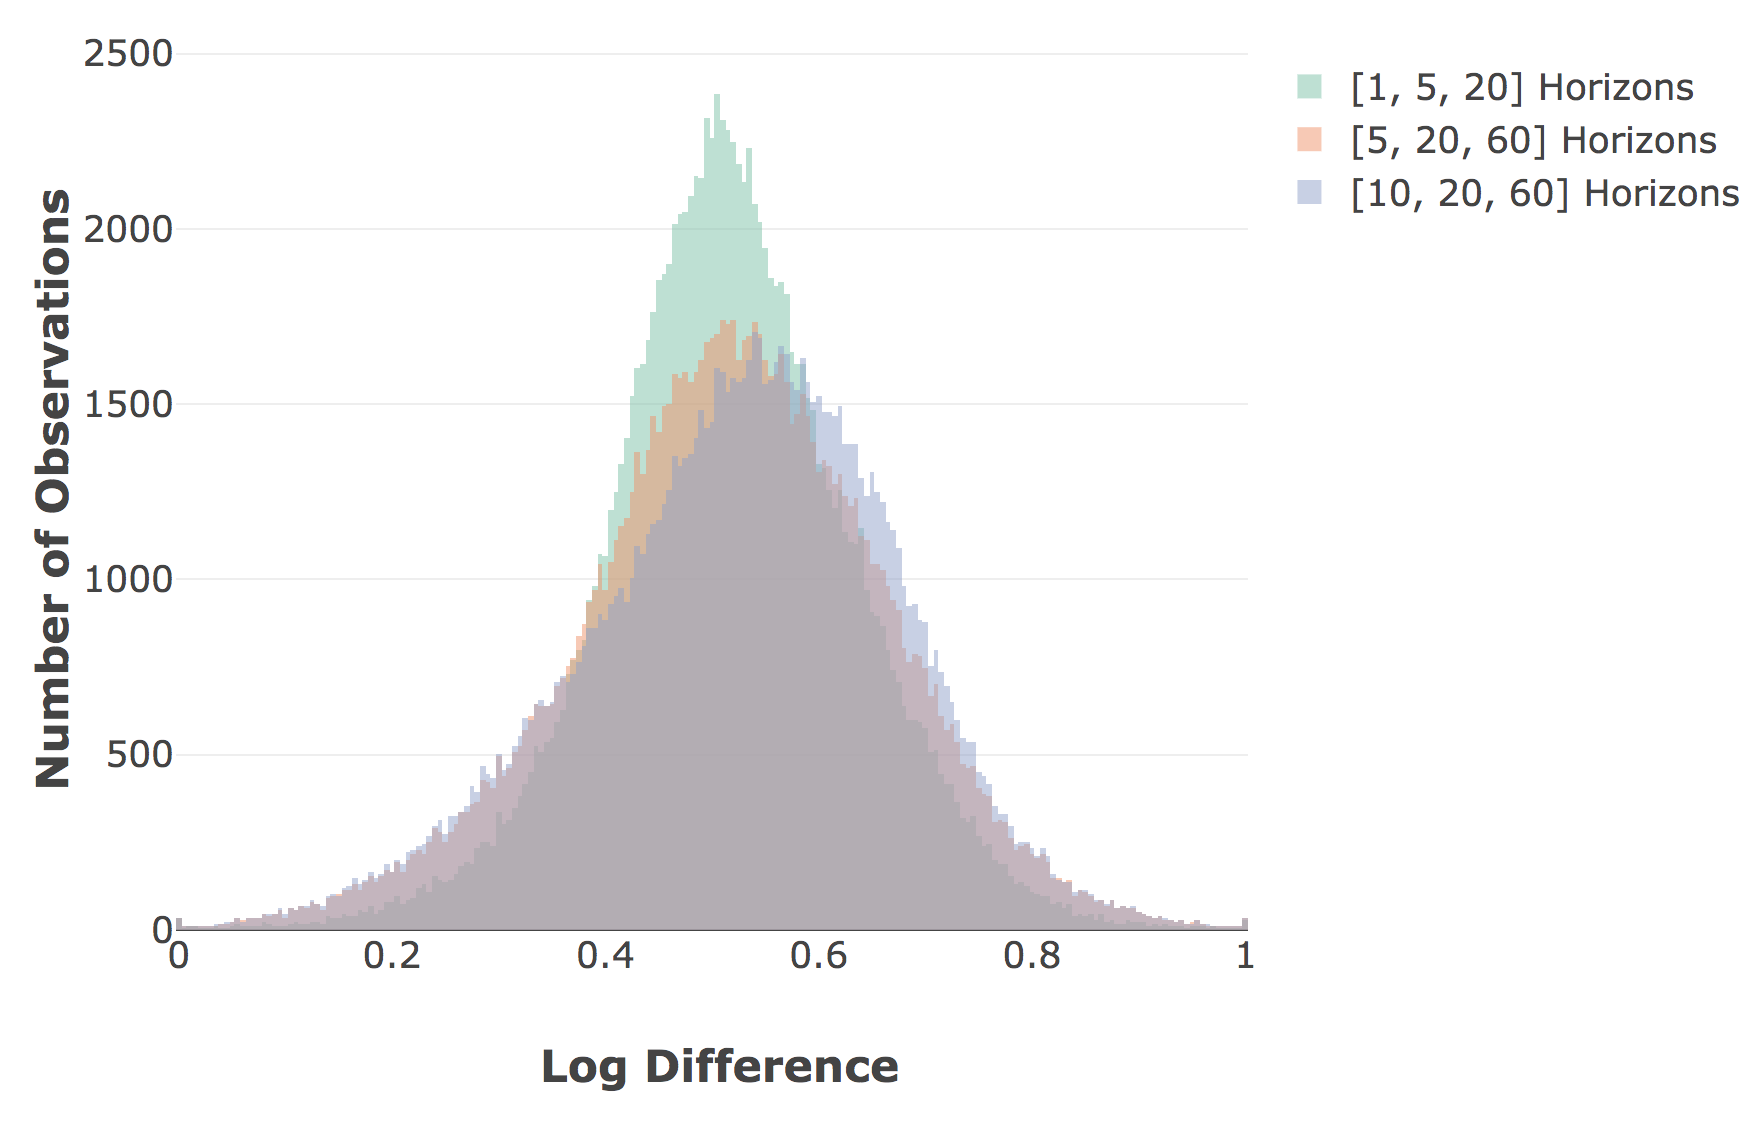 2500
2000
1500
1000
500
0
Number of Observations
0
0.2
0.4
0.6
0.8
1
Log Difference
[1, 5, 20] Horizons
[5, 20, 60] Horizons
[10, 20, 60] Horizons